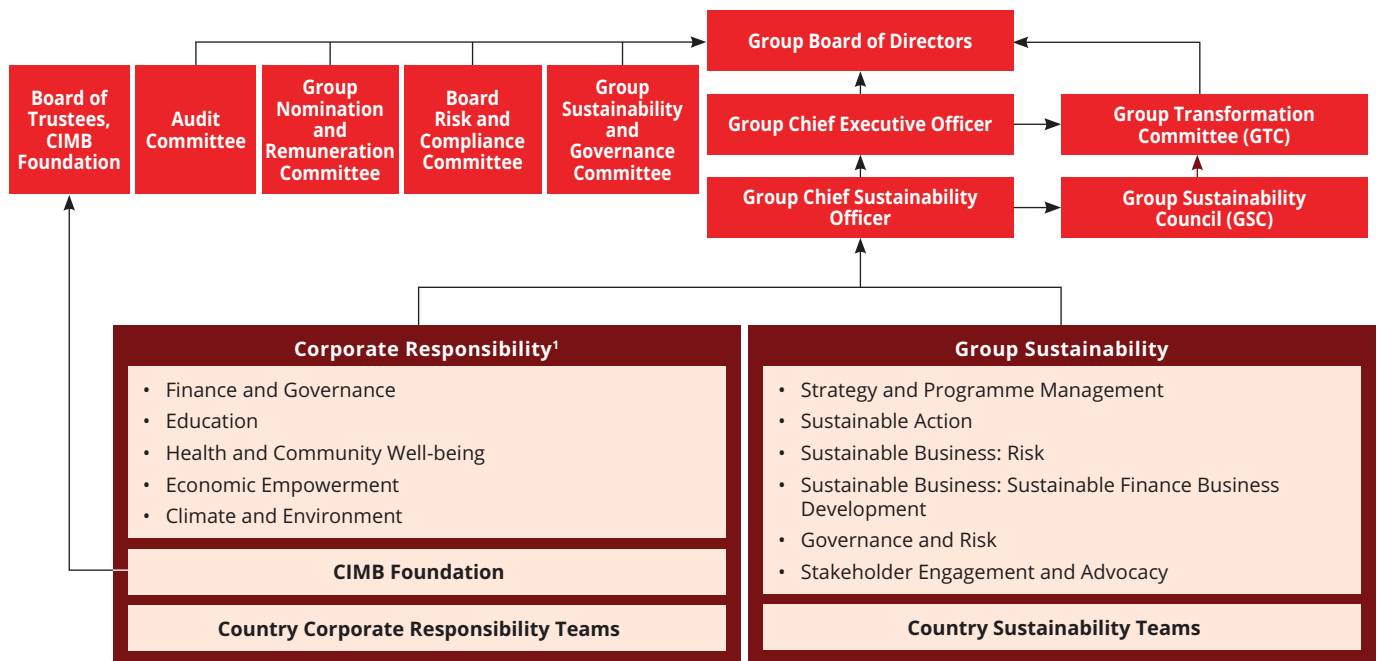 Group Board of Directors
Board of
Trustees,
CIMB
Foundation
Audit
Committee
Group
Nomination
and
Remuneration
Committee
Board
Risk and
Compliance
Committee
Group
Sustainability
and
Governance
Committee
Group Chief Executive Officer
Group Transformation
Committee (GTC)
Group Chief Sustainability
Officer
Group Sustainability
Council (GSC)
Corporate Responsibility¹
• Finance and Governance
• Education
• Health and Community Well-being
• Economic Empowerment
• Climate and Environment
CIMB Foundation
Country Corporate Responsibility Teams
Group Sustainability
• Strategy and Programme Management
• Sustainable Action
• Sustainable Business: Risk
• Sustainable Business: Sustainable Finance Business
Development
• Governance and Risk
• Stakeholder Engagement and Advocacy
Country Sustainability Teams